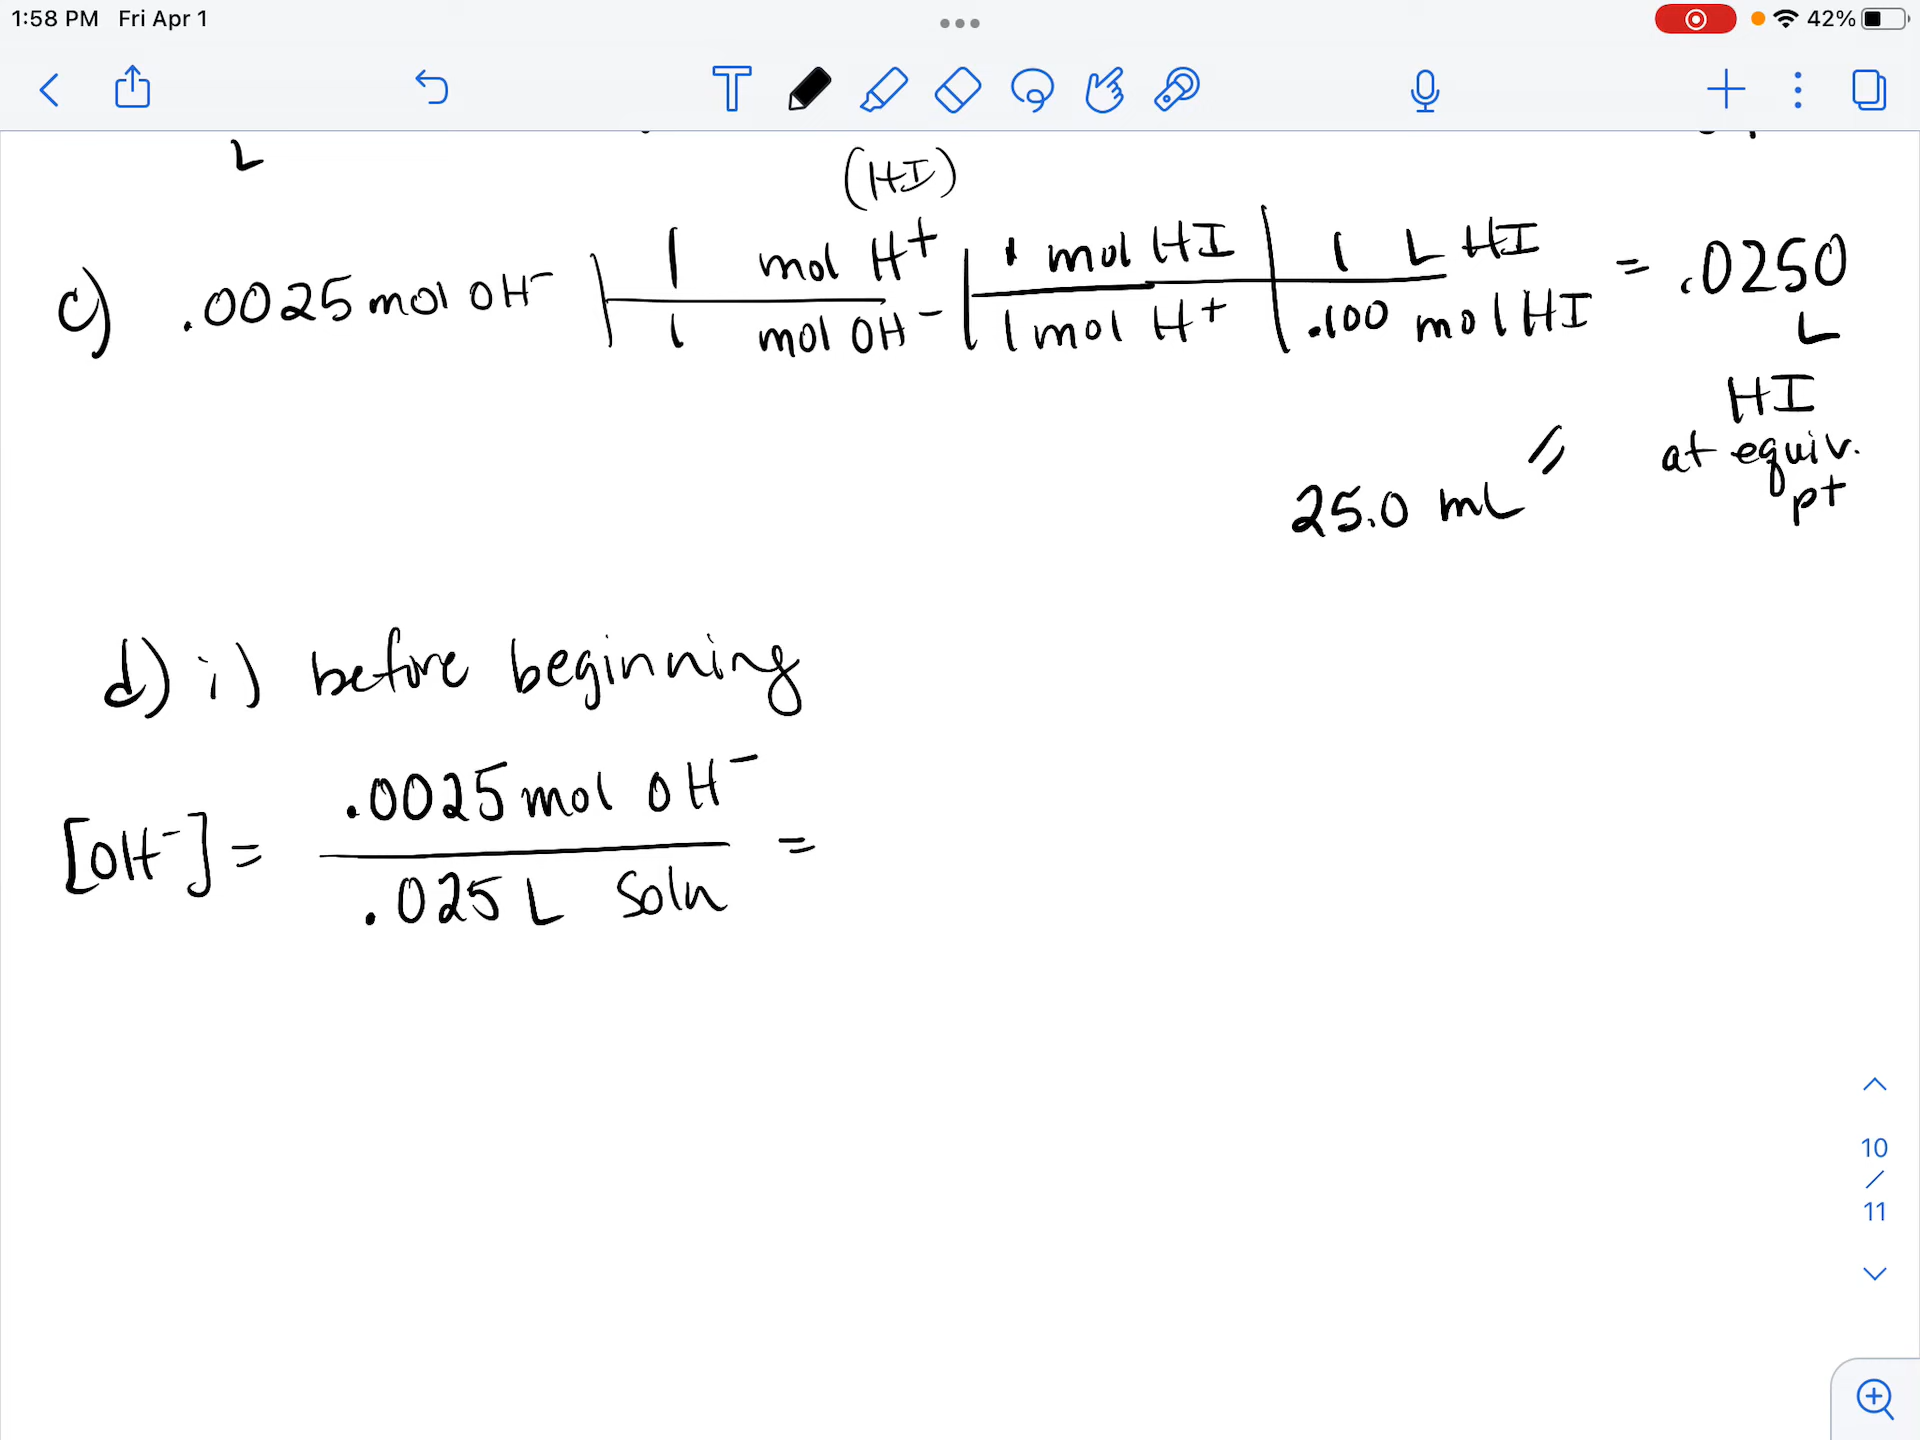 1:58 PM Fri Apr 1
42%
T
L
(HI)
c) .0025 mol OH⁻ | 1 mol H⁺ / 1 mol OH⁻ | 1 mol HI / 1 mol H⁺ | 1 L HI / .100 mol HI = .0250
L
HI
at equiv.
pt
25.0 mL =
d) i) before beginning
[OH⁻] = .0025 mol OH⁻ / .025 L soln =
10
/
11